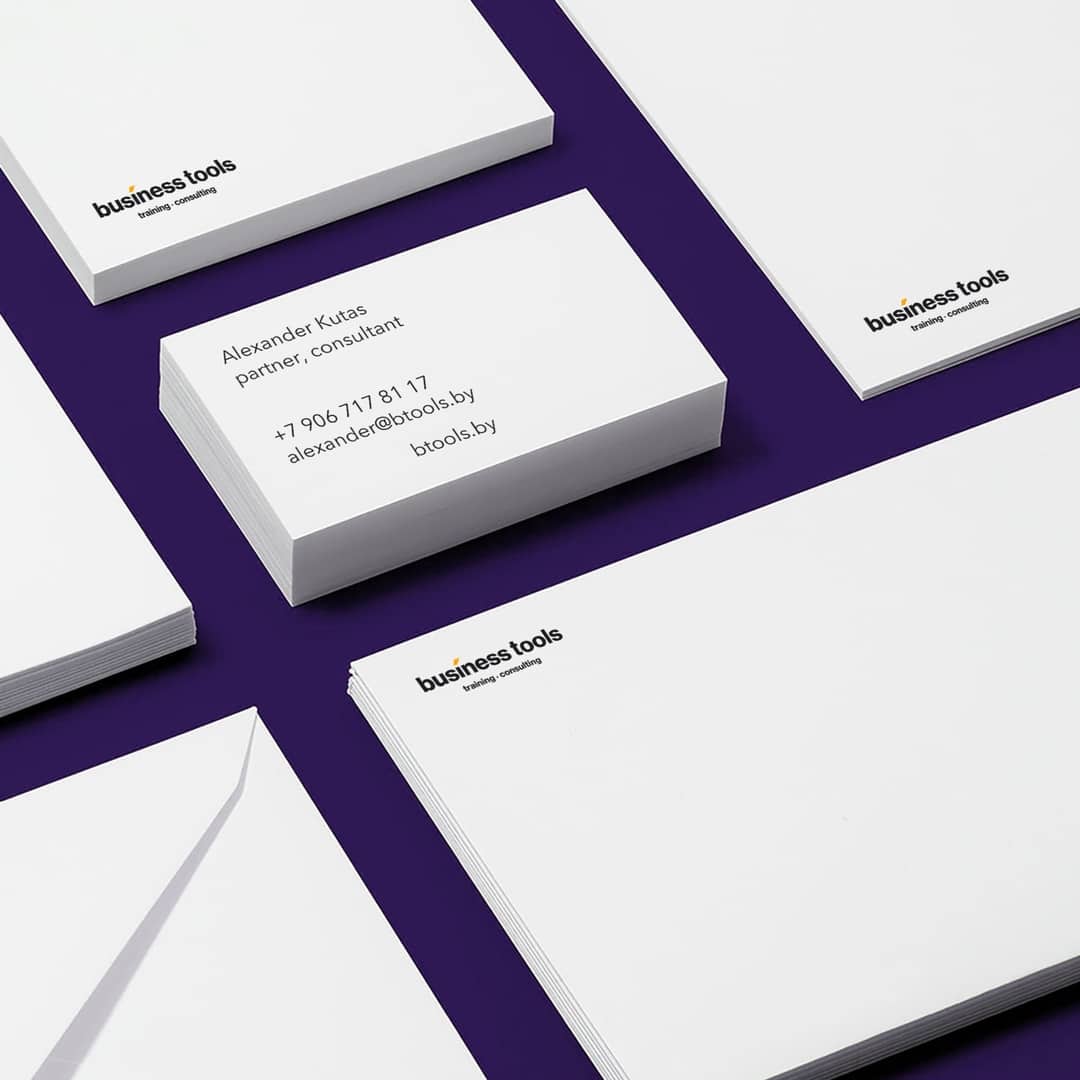 business tools
training · consulting
business tools
training · consulting
Alexander Kutas
partner, consultant
+7 906 717 81 17
alexander@btools.by
btools.by
business tools
training · consulting